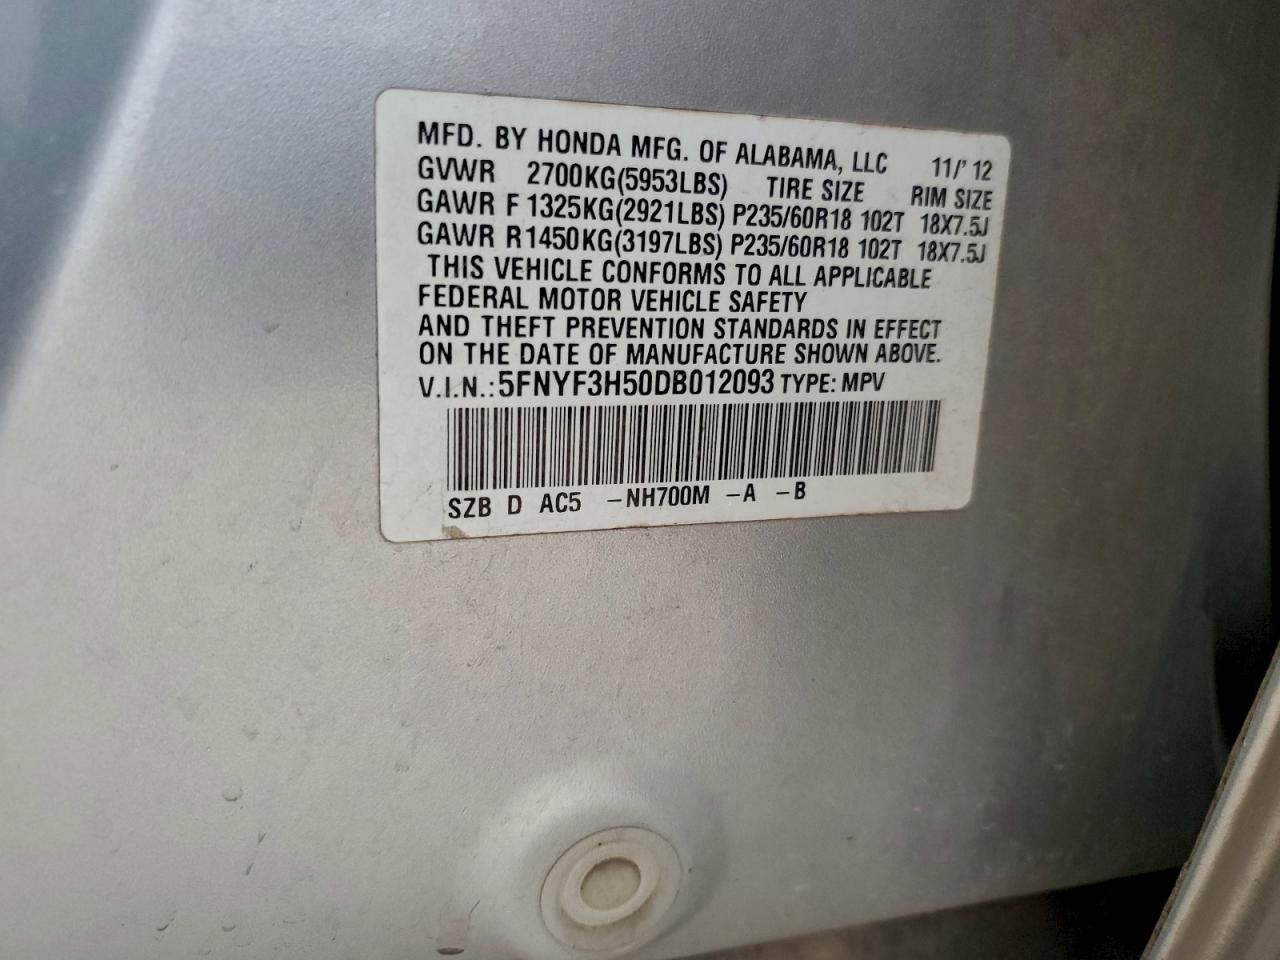 MFD. BY HONDA MFG. OF ALABAMA, LLC 11/' 12
GVWR 2700KG(5953LBS) TIRE SIZE RIM SIZE
GAWR F 1325KG(2921LBS) P235/60R18 102T 18X7.5J
GAWR R 1450KG(3197LBS) P235/60R18 102T 18X7.5J
THIS VEHICLE CONFORMS TO ALL APPLICABLE
FEDERAL MOTOR VEHICLE SAFETY
AND THEFT PREVENTION STANDARDS IN EFFECT
ON THE DATE OF MANUFACTURE SHOWN ABOVE.
V.I.N.: 5FNYF3H50DB012093 TYPE: MPV
SZB D AC5 -NH700M -A -B